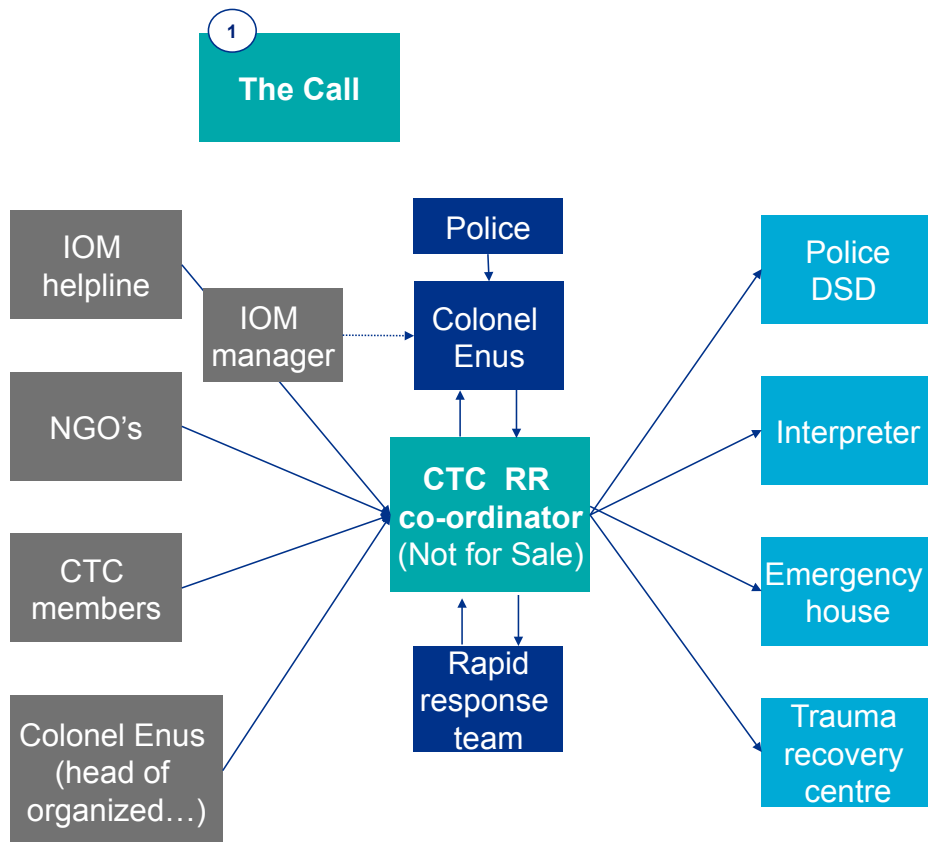 1
The Call
IOM
helpline
IOM
manager
NGO’s
CTC
members
Colonel Enus
(head of
organized…)
Police
Colonel
Enus
CTC RR
co-ordinator
(Not for Sale)
Rapid
response
team
Police
DSD
Interpreter
Emergency
house
Trauma
recovery
centre